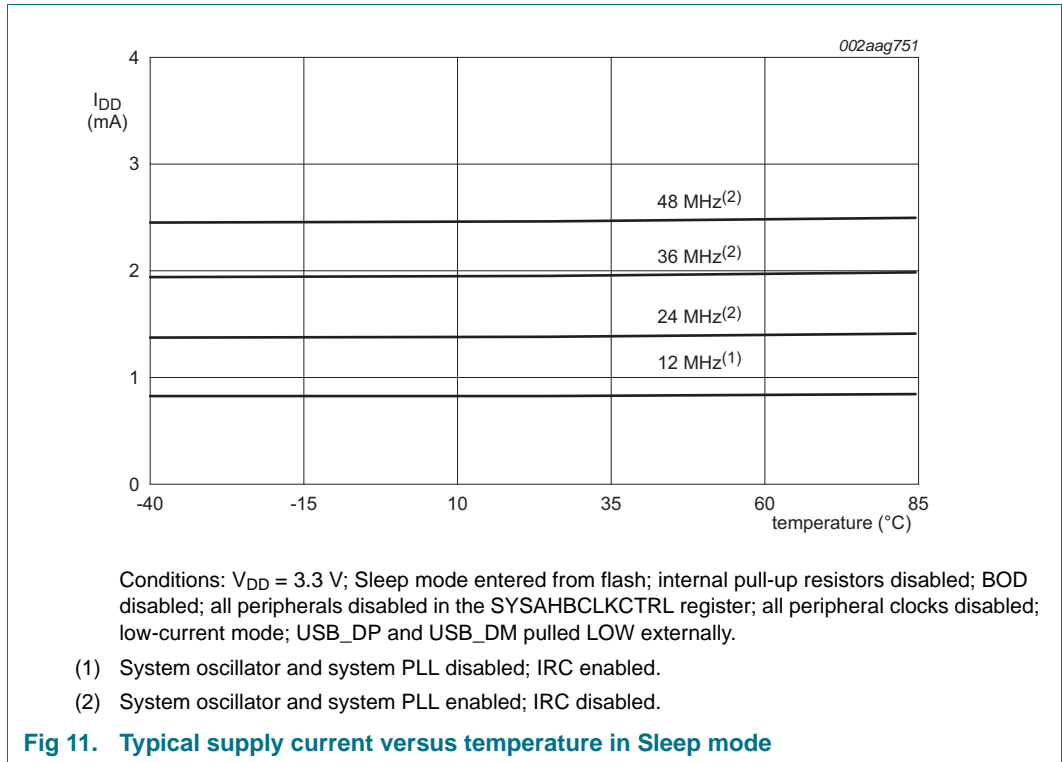 002aag751
4
I_DD
(mA)
3
48 MHz(2)
36 MHz(2)
2
24 MHz(2)
12 MHz(1)
1
0
-40 -15 10 35 60 85
temperature (°C)
Conditions: V_DD = 3.3 V; Sleep mode entered from flash; internal pull-up resistors disabled; BOD
disabled; all peripherals disabled in the SYSAHBCLKCTRL register; all peripheral clocks disabled;
low-current mode; USB_DP and USB_DM pulled LOW externally.
(1) System oscillator and system PLL disabled; IRC enabled.
(2) System oscillator and system PLL enabled; IRC disabled.
Fig 11. Typical supply current versus temperature in Sleep mode